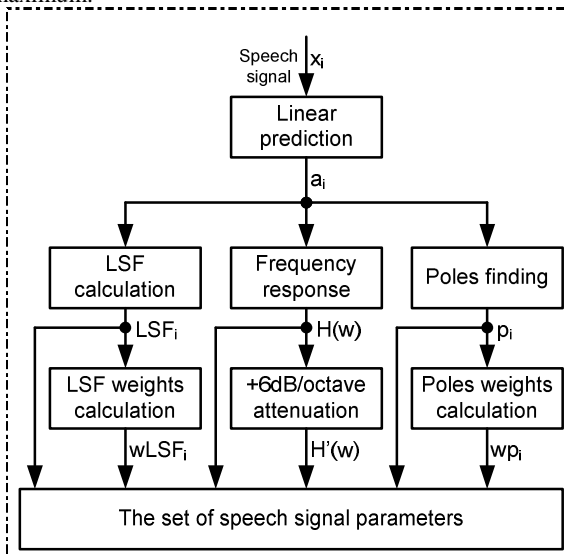 Speech
signal
xi
Linear
prediction
ai
LSF
calculation
Frequency
response
Poles finding
LSFi
H(w)
pi
LSF weights
calculation
+6dB/octave
attenuation
Poles weights
calculation
wLSFi
H'(w)
wpi
The set of speech signal parameters